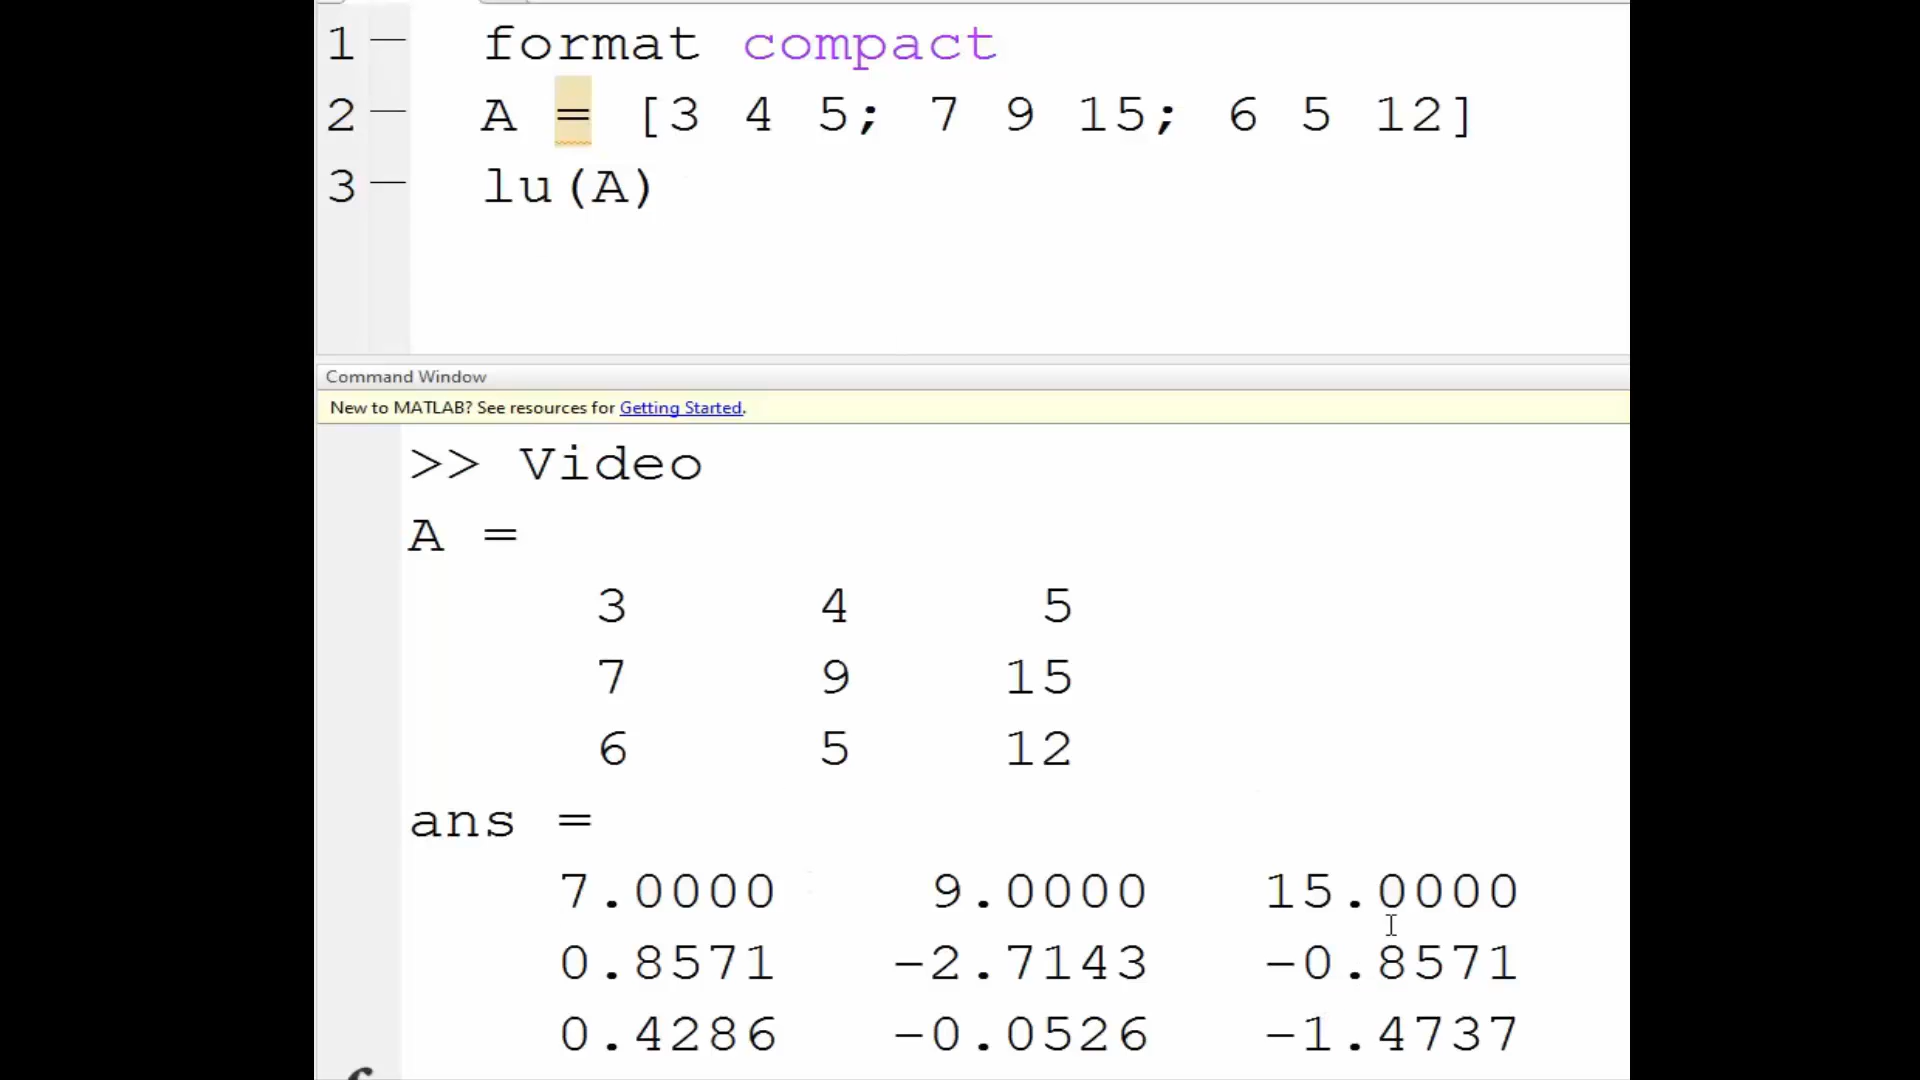 1 format compact
2 A = [3 4 5; 7 9 15; 6 5 12]
3 lu(A)
Command Window
New to MATLAB? See resources for Getting Started.
>> Video
A =
3 4 5
7 9 15
6 5 12
ans =
7.0000 9.0000 15.0000
0.8571 -2.7143 -0.8571
0.4286 -0.0526 -1.4737